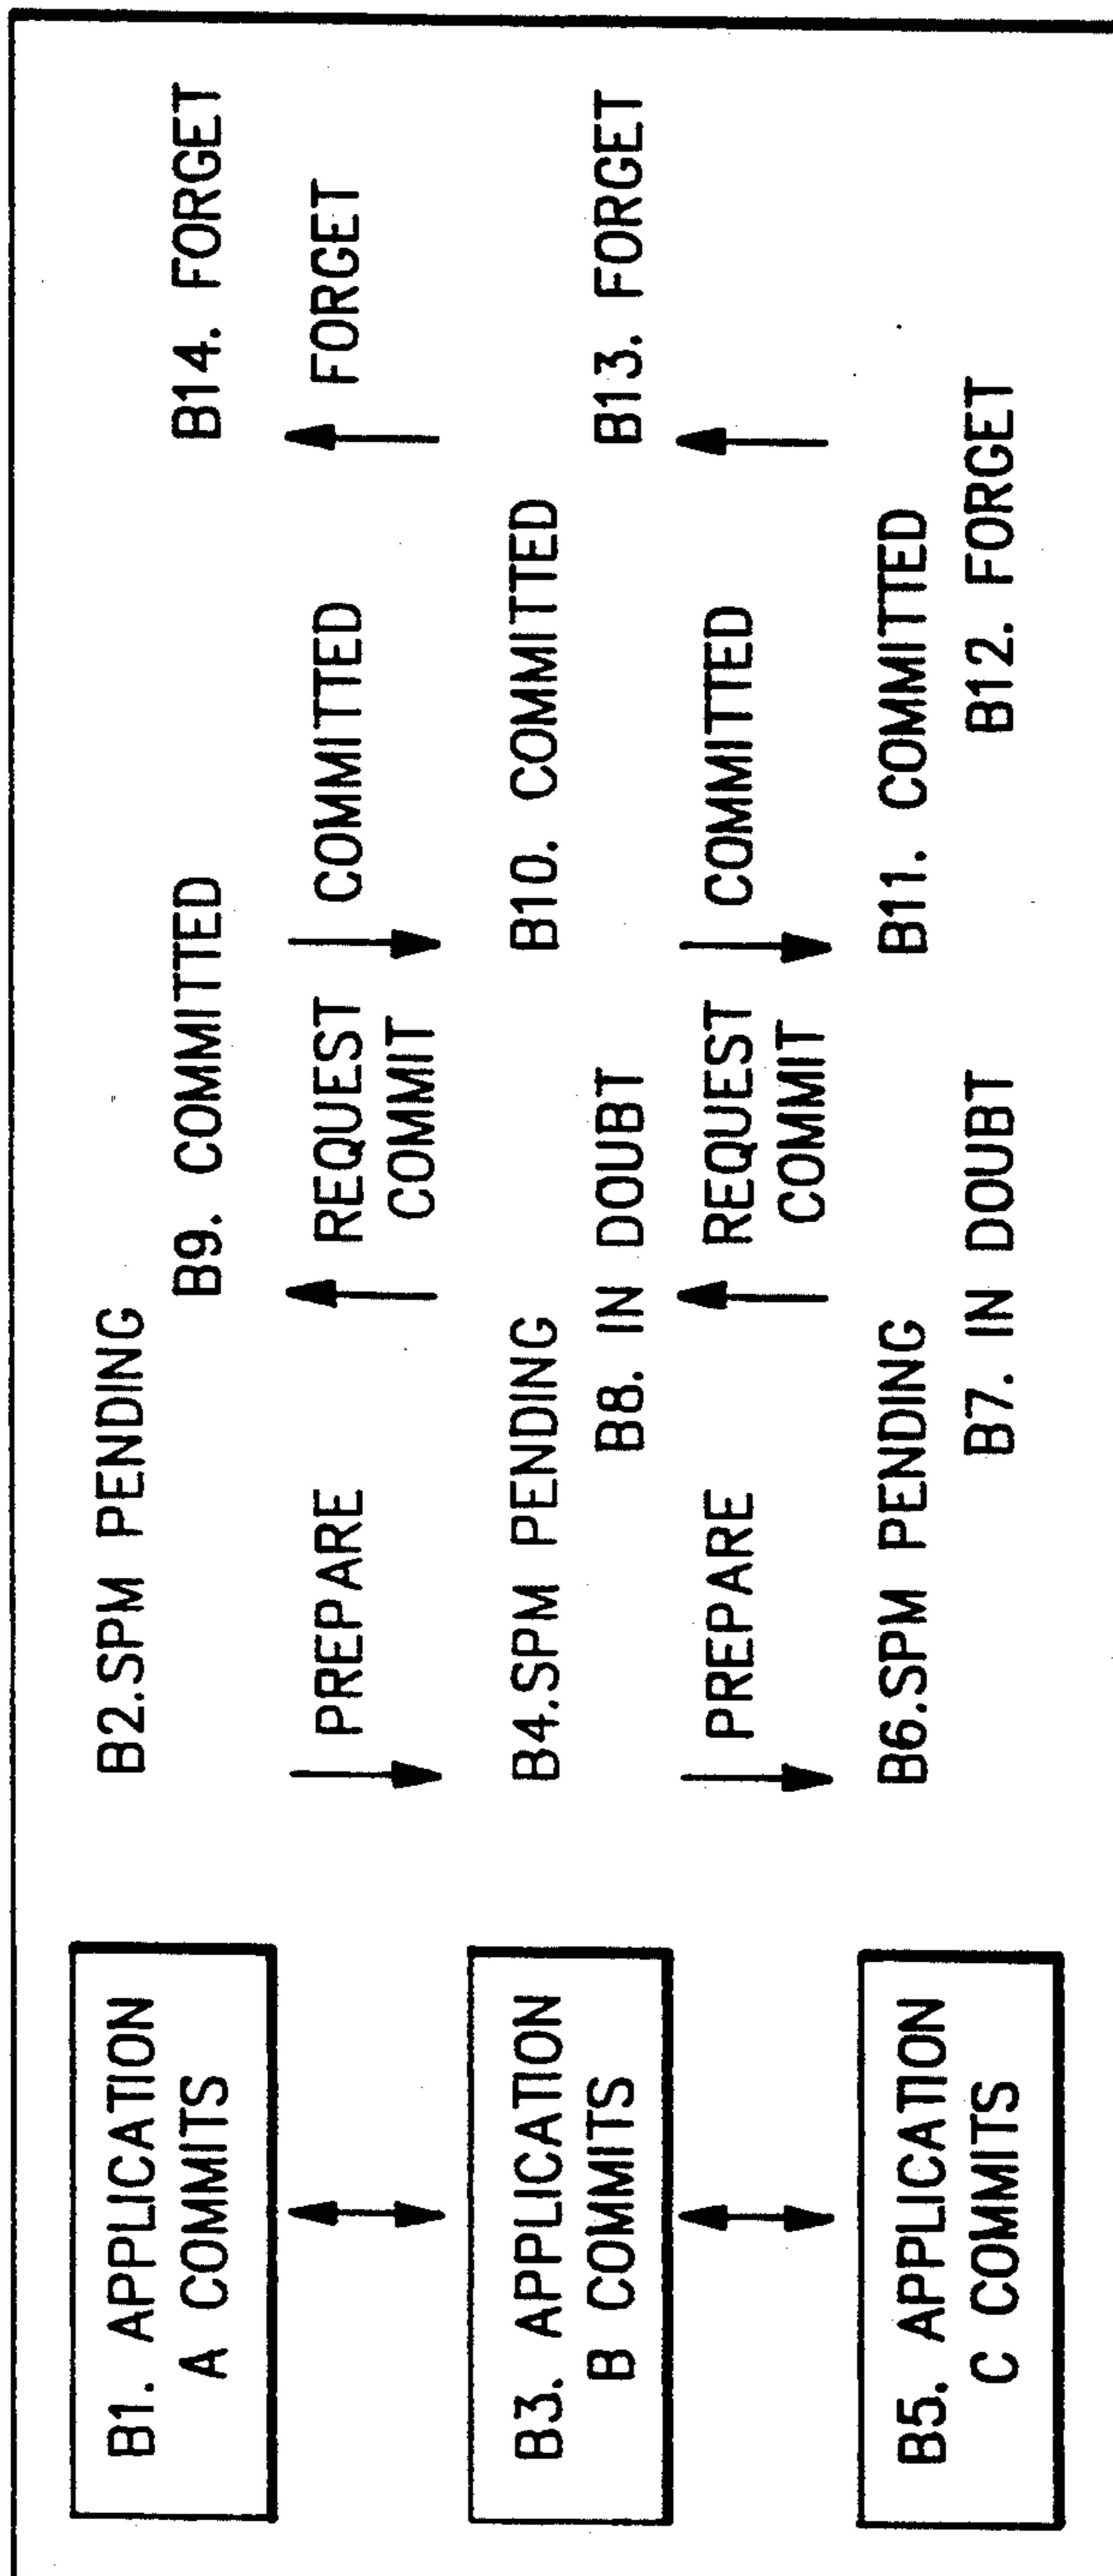 B1. APPLICATION
A COMMITS
B2.SPM PENDING
B9. COMMITTED
B14. FORGET
PREPARE
REQUEST
COMMIT
COMMITTED
FORGET
B3. APPLICATION
B COMMITS
B4.SPM PENDING
B10. COMMITTED
B8. IN DOUBT
B13. FORGET
PREPARE
REQUEST
COMMIT
COMMITTED
B5. APPLICATION
C COMMITS
B6.SPM PENDING
B11. COMMITTED
B7. IN DOUBT
B12. FORGET